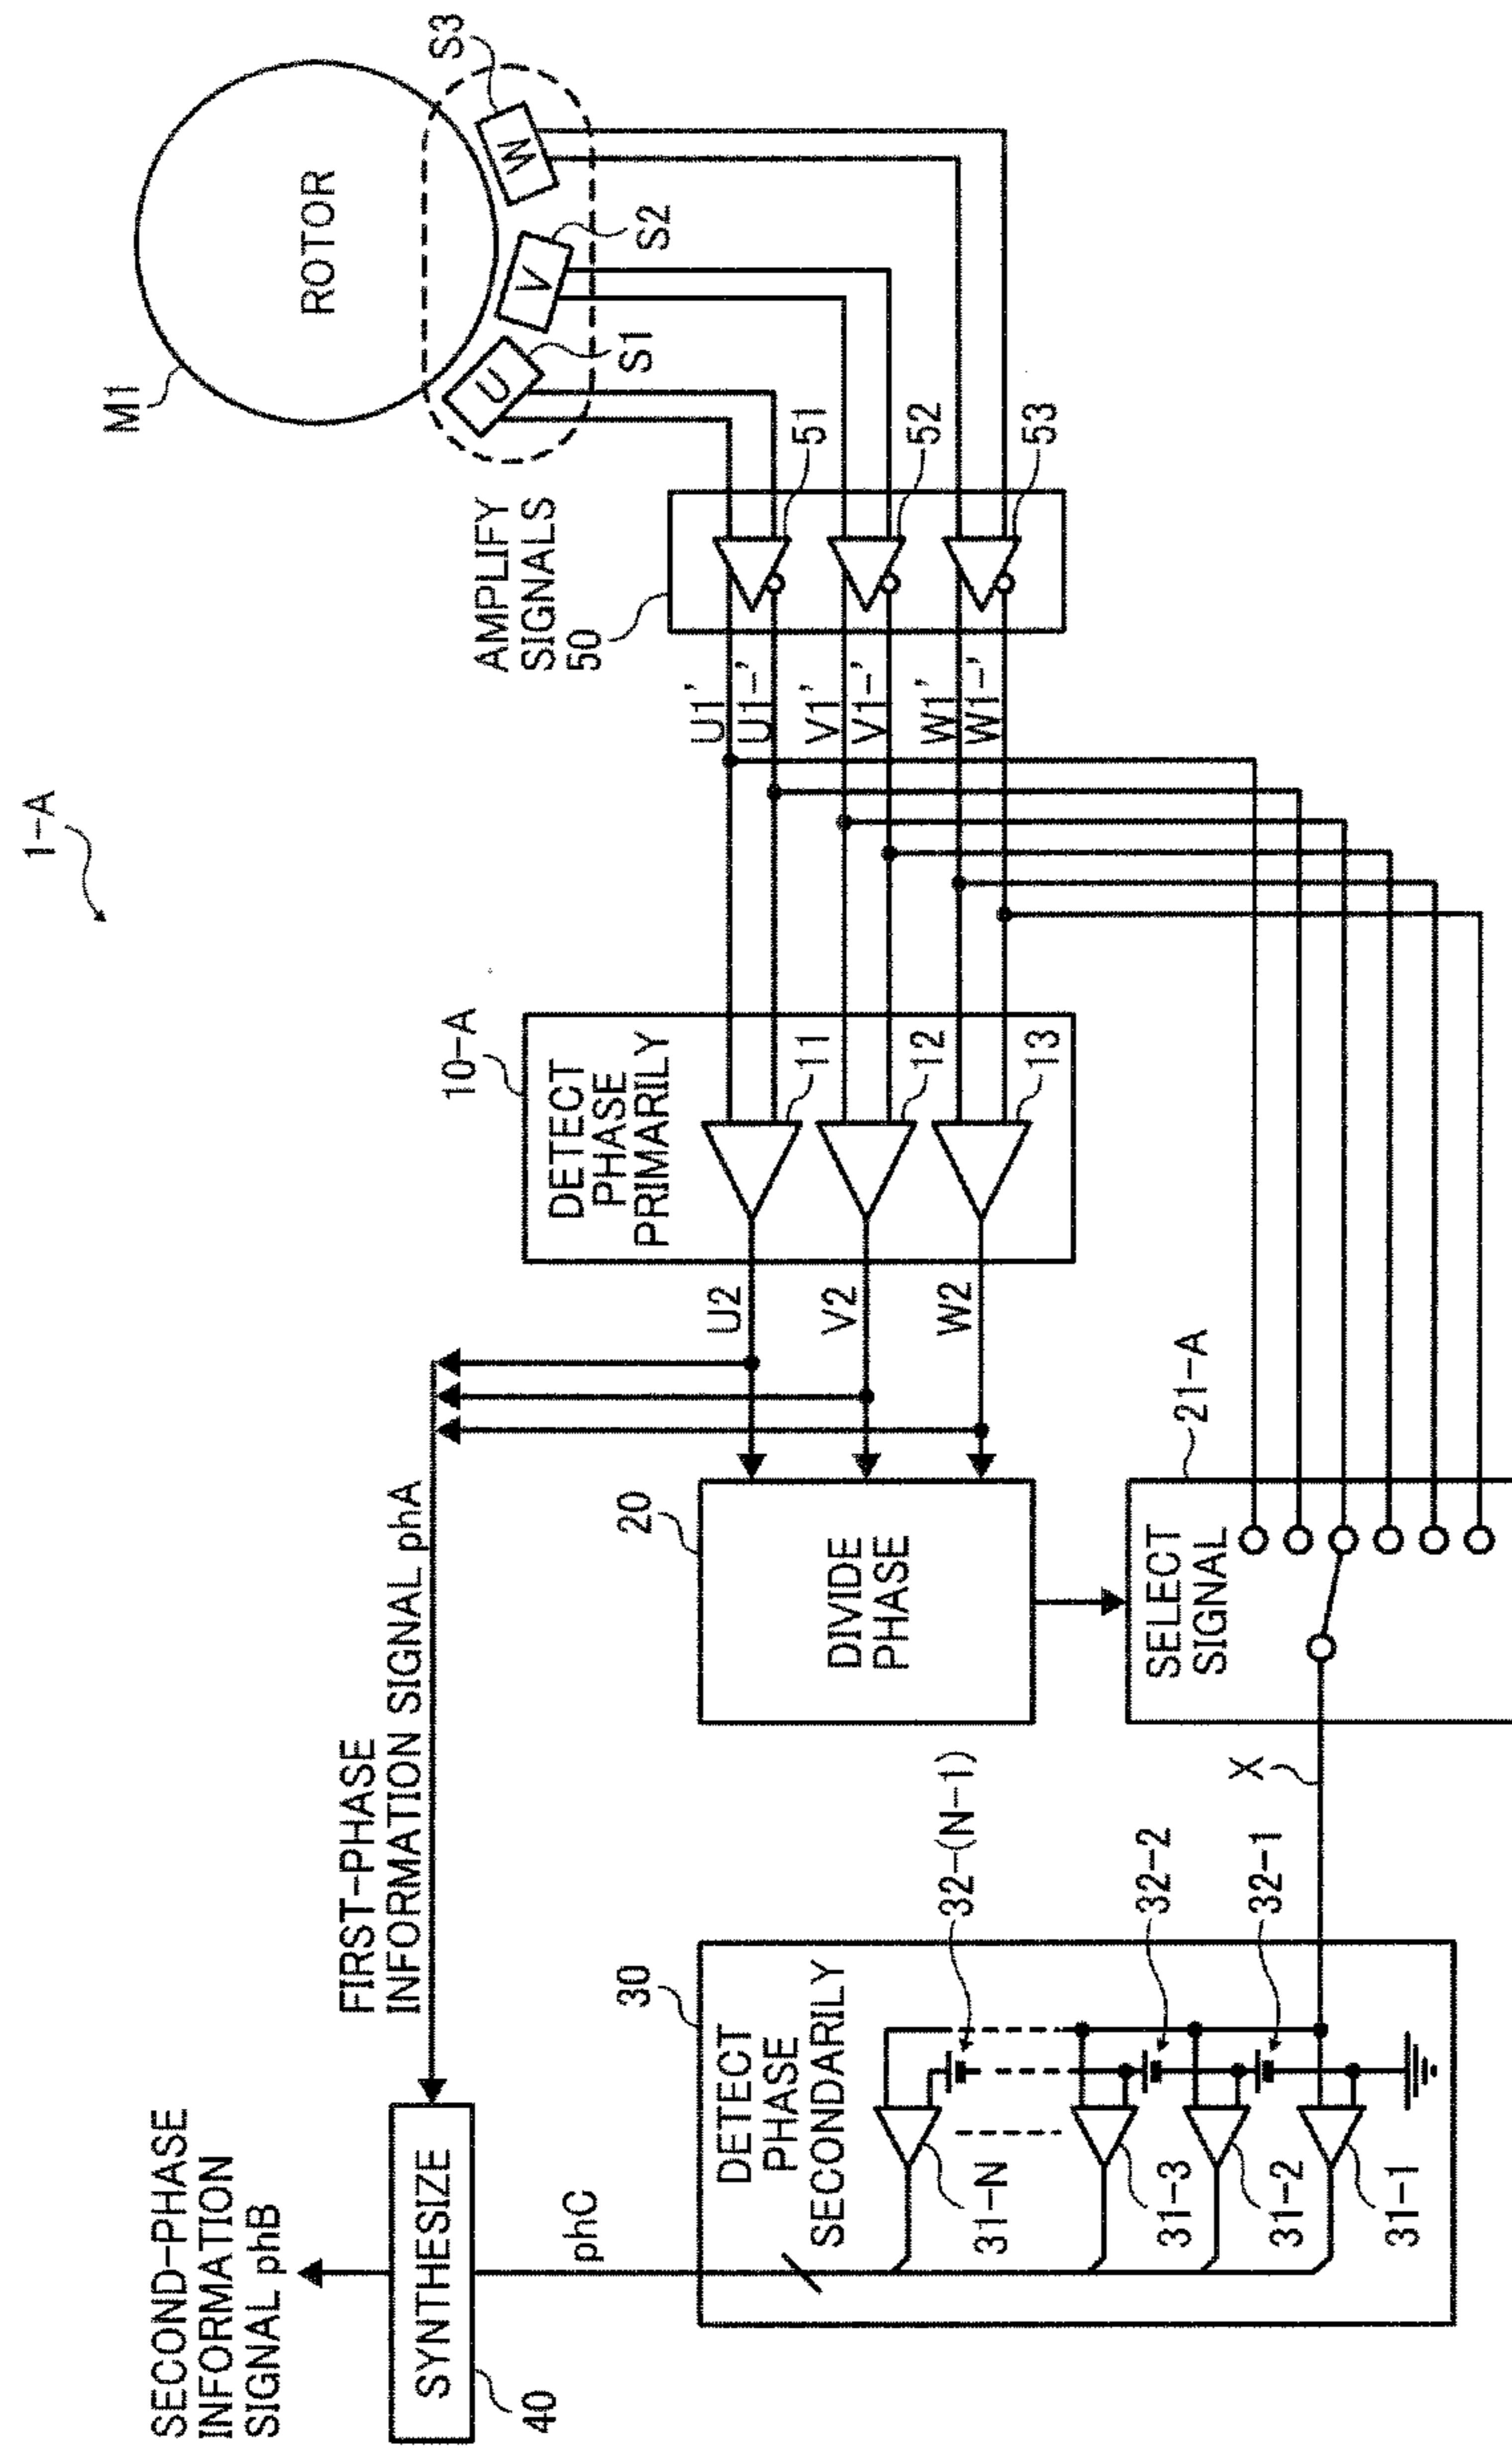 1-A
M1
ROTOR
U
V
W
S1
S2
S3
AMPLIFY
SIGNALS
50
51
52
53
U1'
U1-'
V1'
V1-'
W1'
W1-'
10-A
DETECT
PHASE
PRIMARILY
11
12
13
U2
V2
W2
FIRST-PHASE
INFORMATION SIGNAL phA
20
DIVIDE
PHASE
21-A
SELECT
SIGNAL
X
30
DETECT
PHASE
SECONDARILY
32-(N-1)
32-2
32-1
31-N
31-3
31-2
31-1
phC
SYNTHESIZE
40
SECOND-PHASE
INFORMATION
SIGNAL phB